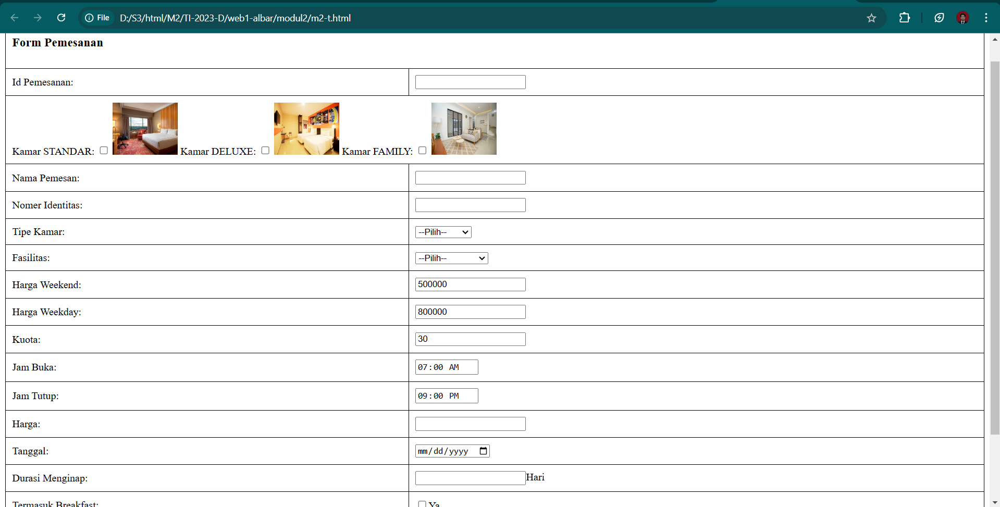 File D:/S3/html/M2/TI-2023-D/web1-albar/modul2/m2-t.html
Form Pemesanan
Id Pemesanan:
Kamar STANDAR: Kamar DELUXE: Kamar FAMILY:
Nama Pemesan:
Nomer Identitas:
Tipe Kamar: --Pilih--
Fasilitas: --Pilih--
Harga Weekend: 500000
Harga Weekday: 800000
Kuota: 30
Jam Buka: 07:00 AM
Jam Tutup: 09:00 PM
Harga:
Tanggal: mm/dd/yyyy
Durasi Menginap: Hari
Termasuk Breakfast: Ya